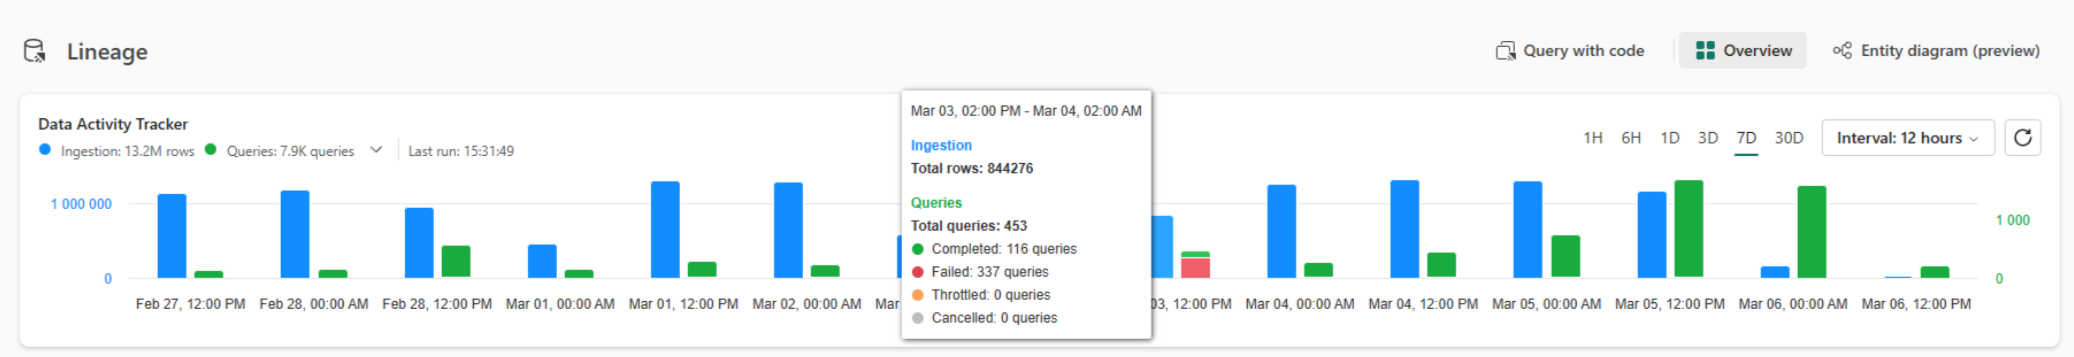 Lineage
Query with code
Overview
Entity diagram (preview)
Data Activity Tracker
Ingestion: 13.2M rows
Queries: 7.9K queries
Last run: 15:31:49
1H 6H 1D 3D 7D 30D
Interval: 12 hours
Mar 03, 02:00 PM - Mar 04, 02:00 AM
Ingestion
Total rows: 844276
Queries
Total queries: 453
Completed: 116 queries
Failed: 337 queries
Throttled: 0 queries
Cancelled: 0 queries
1 000 000
0
1 000
0
Feb 27, 12:00 PM
Feb 28, 00:00 AM
Feb 28, 12:00 PM
Mar 01, 00:00 AM
Mar 01, 12:00 PM
Mar 02, 00:00 AM
Mar
03, 12:00 PM
Mar 04, 00:00 AM
Mar 04, 12:00 PM
Mar 05, 00:00 AM
Mar 05, 12:00 PM
Mar 06, 00:00 AM
Mar 06, 12:00 PM